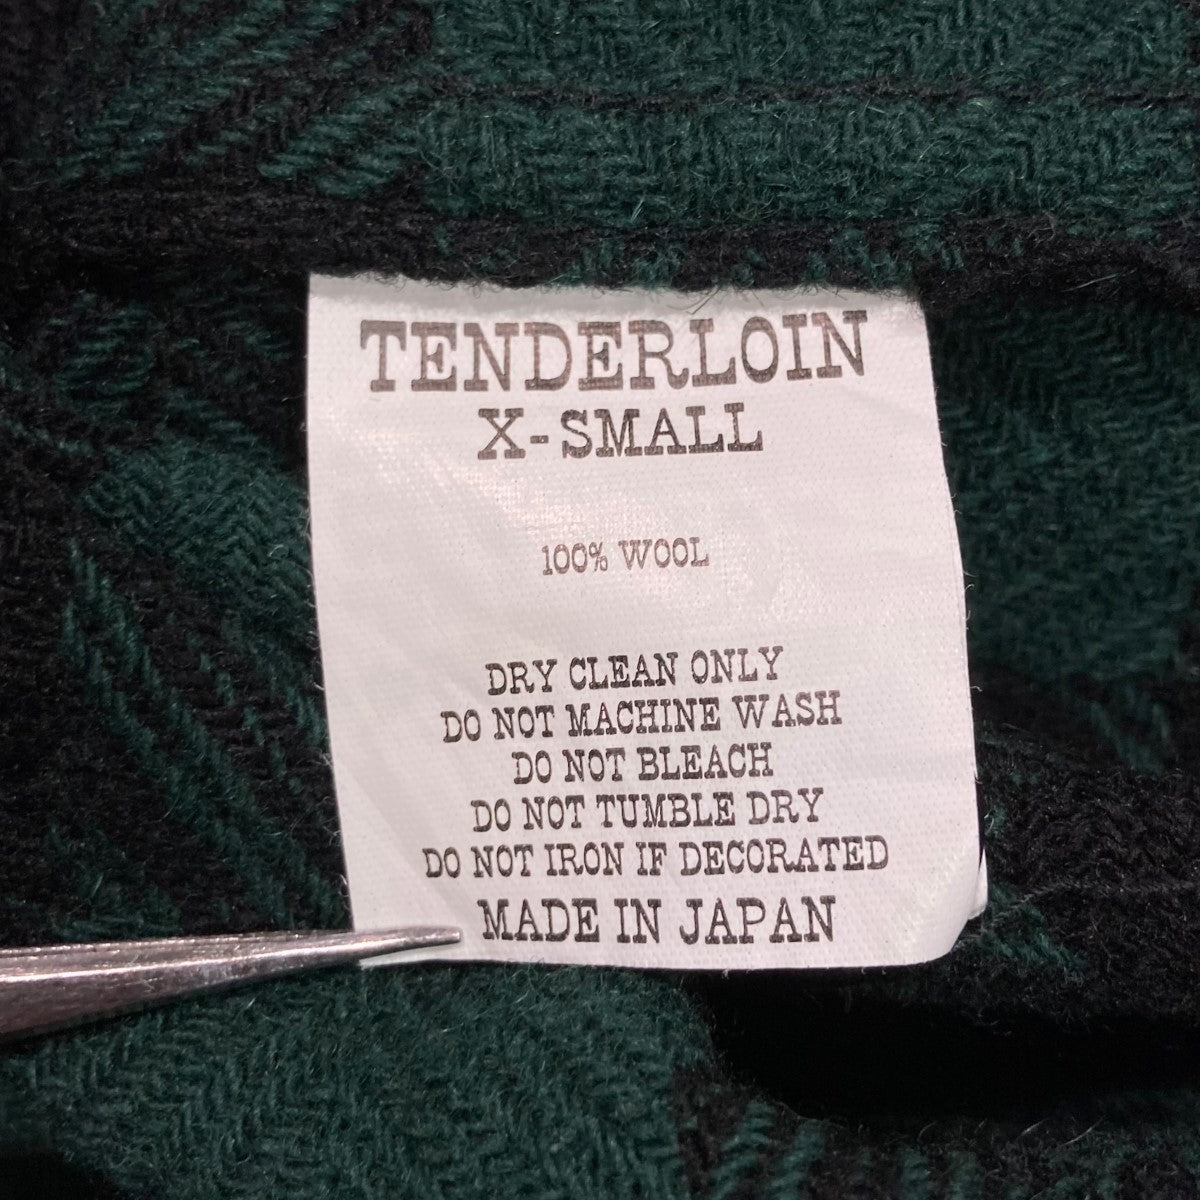 TENDERLOIN
X-SMALL
100% WOOL
DRY CLEAN ONLY
DO NOT MACHINE WASH
DO NOT BLEACH
DO NOT TUMBLE DRY
DO NOT IRON IF DECORATED
MADE IN JAPAN